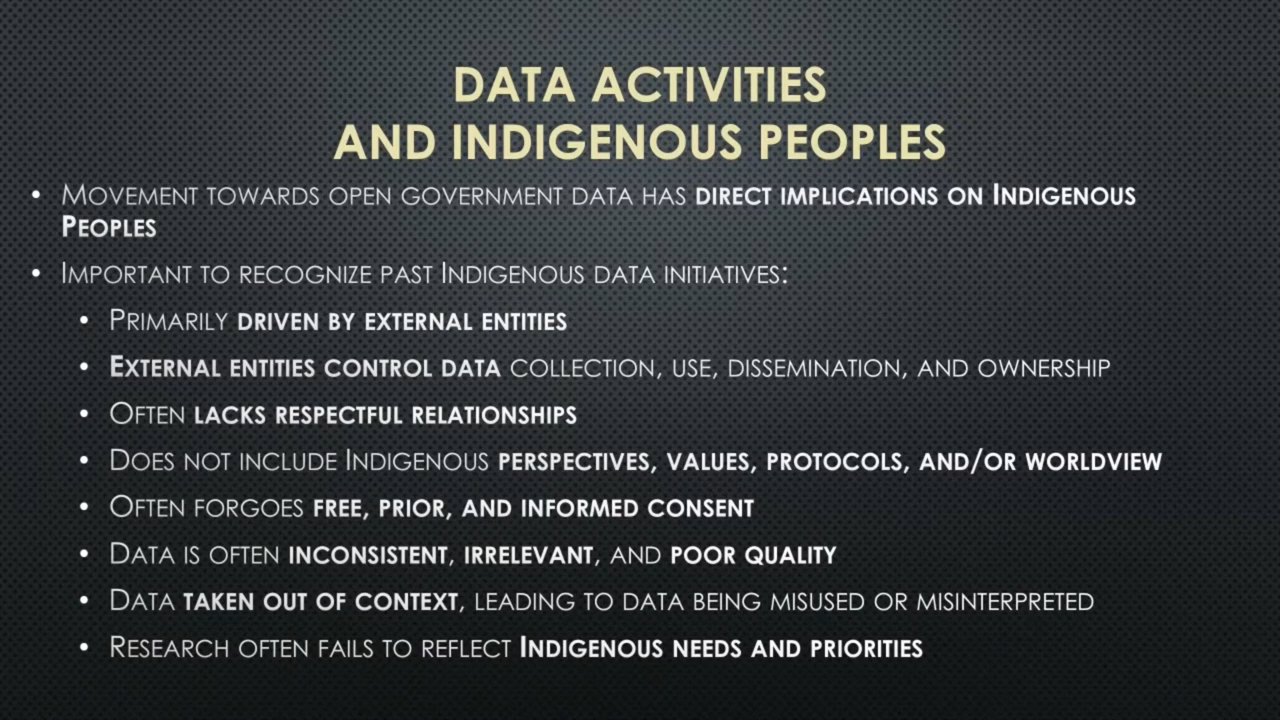 DATA ACTIVITIES
AND INDIGENOUS PEOPLES
• Movement towards open government data has direct implications on Indigenous
Peoples
• Important to recognize past Indigenous data initiatives:
• Primarily driven by external entities
• External entities control data collection, use, dissemination, and ownership
• Often lacks respectful relationships
• Does not include Indigenous perspectives, values, protocols, and/or worldview
• Often forgoes free, prior, and informed consent
• Data is often inconsistent, irrelevant, and poor quality
• Data taken out of context, leading to data being misused or misinterpreted
• Research often fails to reflect Indigenous needs and priorities